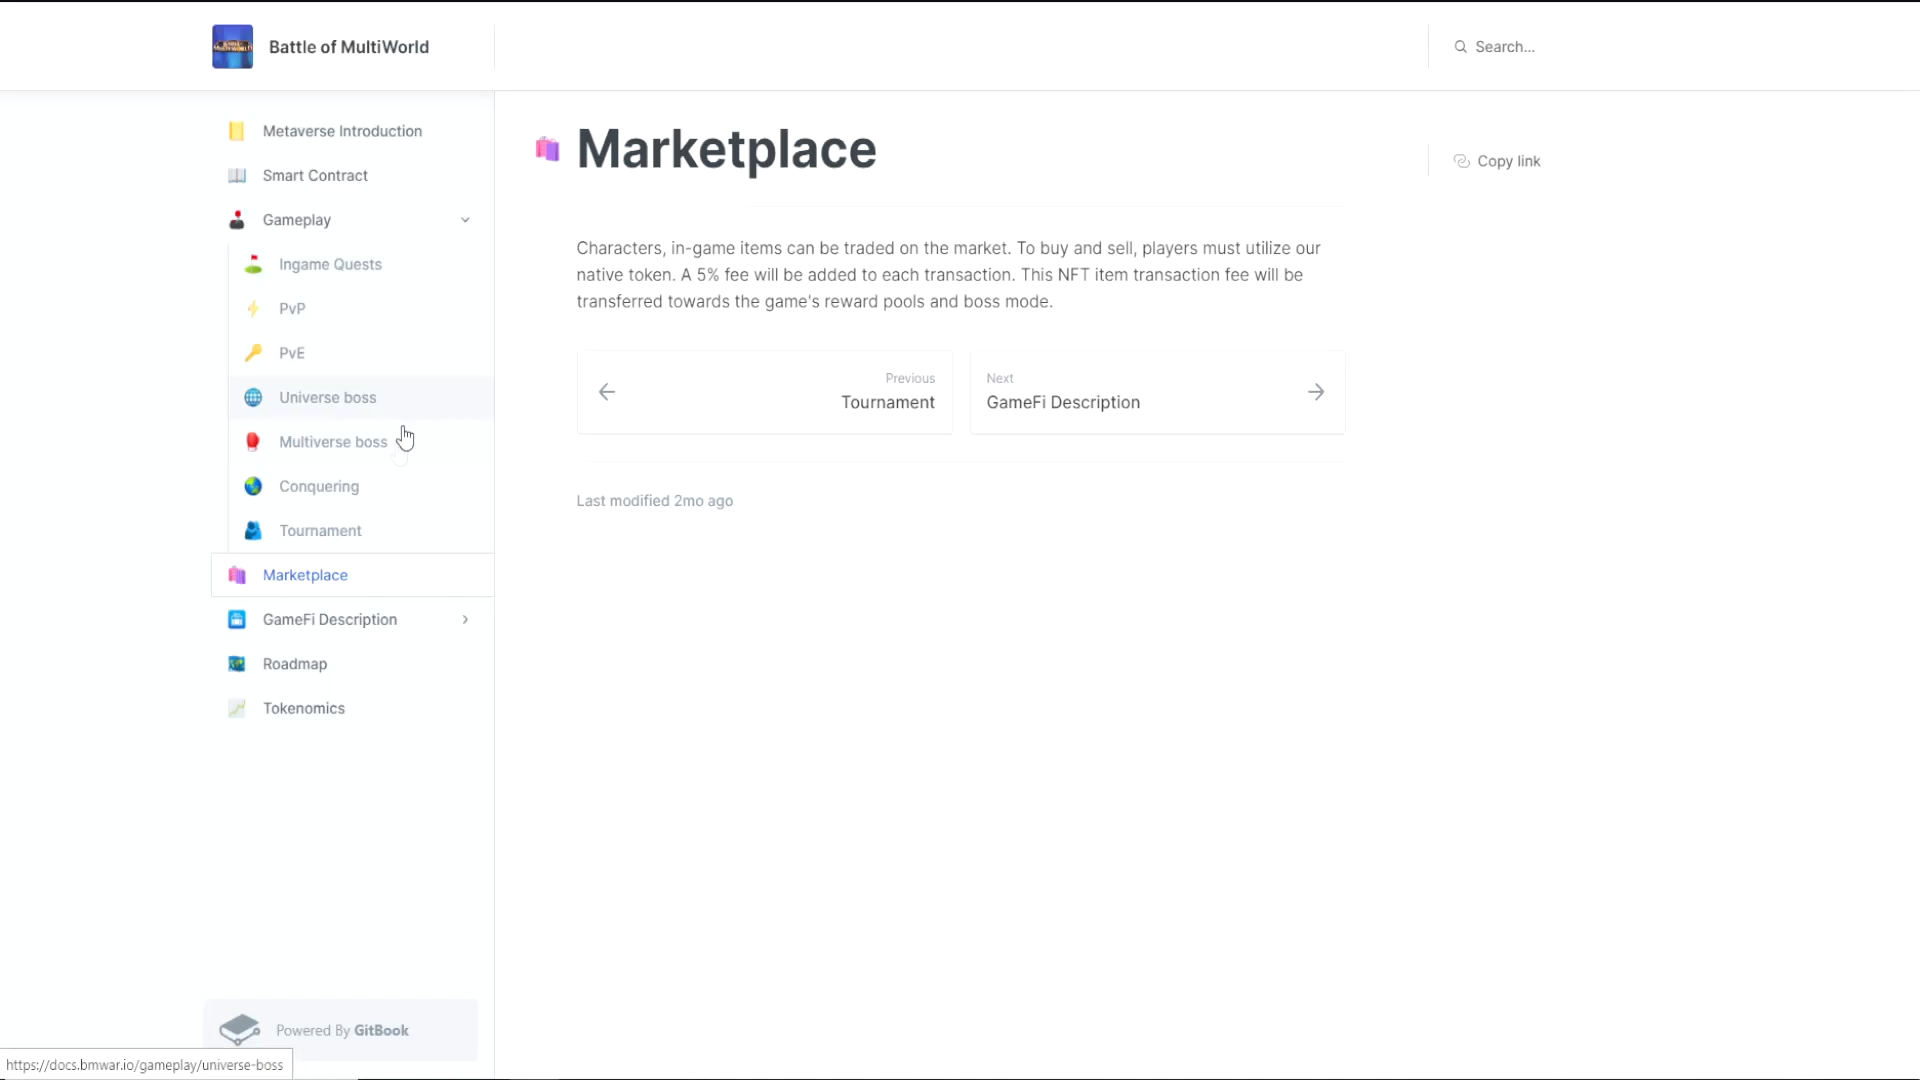 Battle of MultiWorld
Search...
Metaverse Introduction
Smart Contract
Gameplay
Ingame Quests
PvP
PvE
Universe boss
Multiverse boss
Conquering
Tournament
Marketplace
GameFi Description
Roadmap
Tokenomics
Powered By GitBook
https://docs.bmwar.io/gameplay/universe-boss
Marketplace
Copy link
Characters, in-game items can be traded on the market. To buy and sell, players must utilize our
native token. A 5% fee will be added to each transaction. This NFT item transaction fee will be
transferred towards the game's reward pools and boss mode.
Previous
Tournament
Next
GameFi Description
Last modified 2mo ago